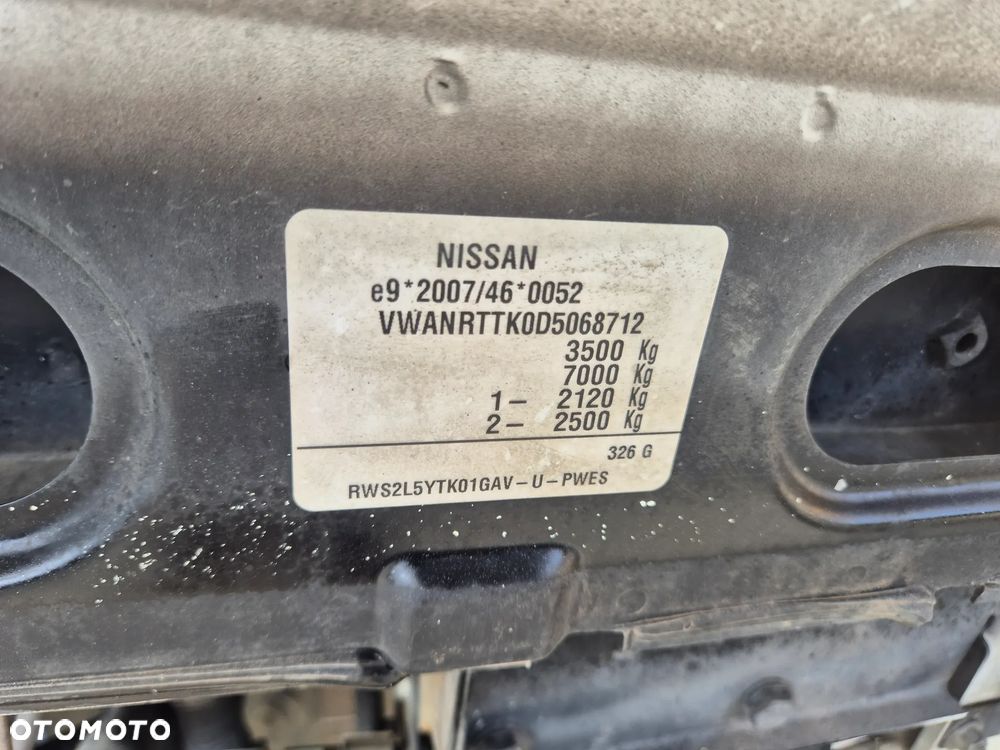 NISSAN
e9*2007/46*0052
VWANRTTK0D5068712
3500 Kg
7000 Kg
1- 2120 Kg
2- 2500 Kg
326 G
RWS2L5YTK01GAV-U-PWES
OTOMOTO